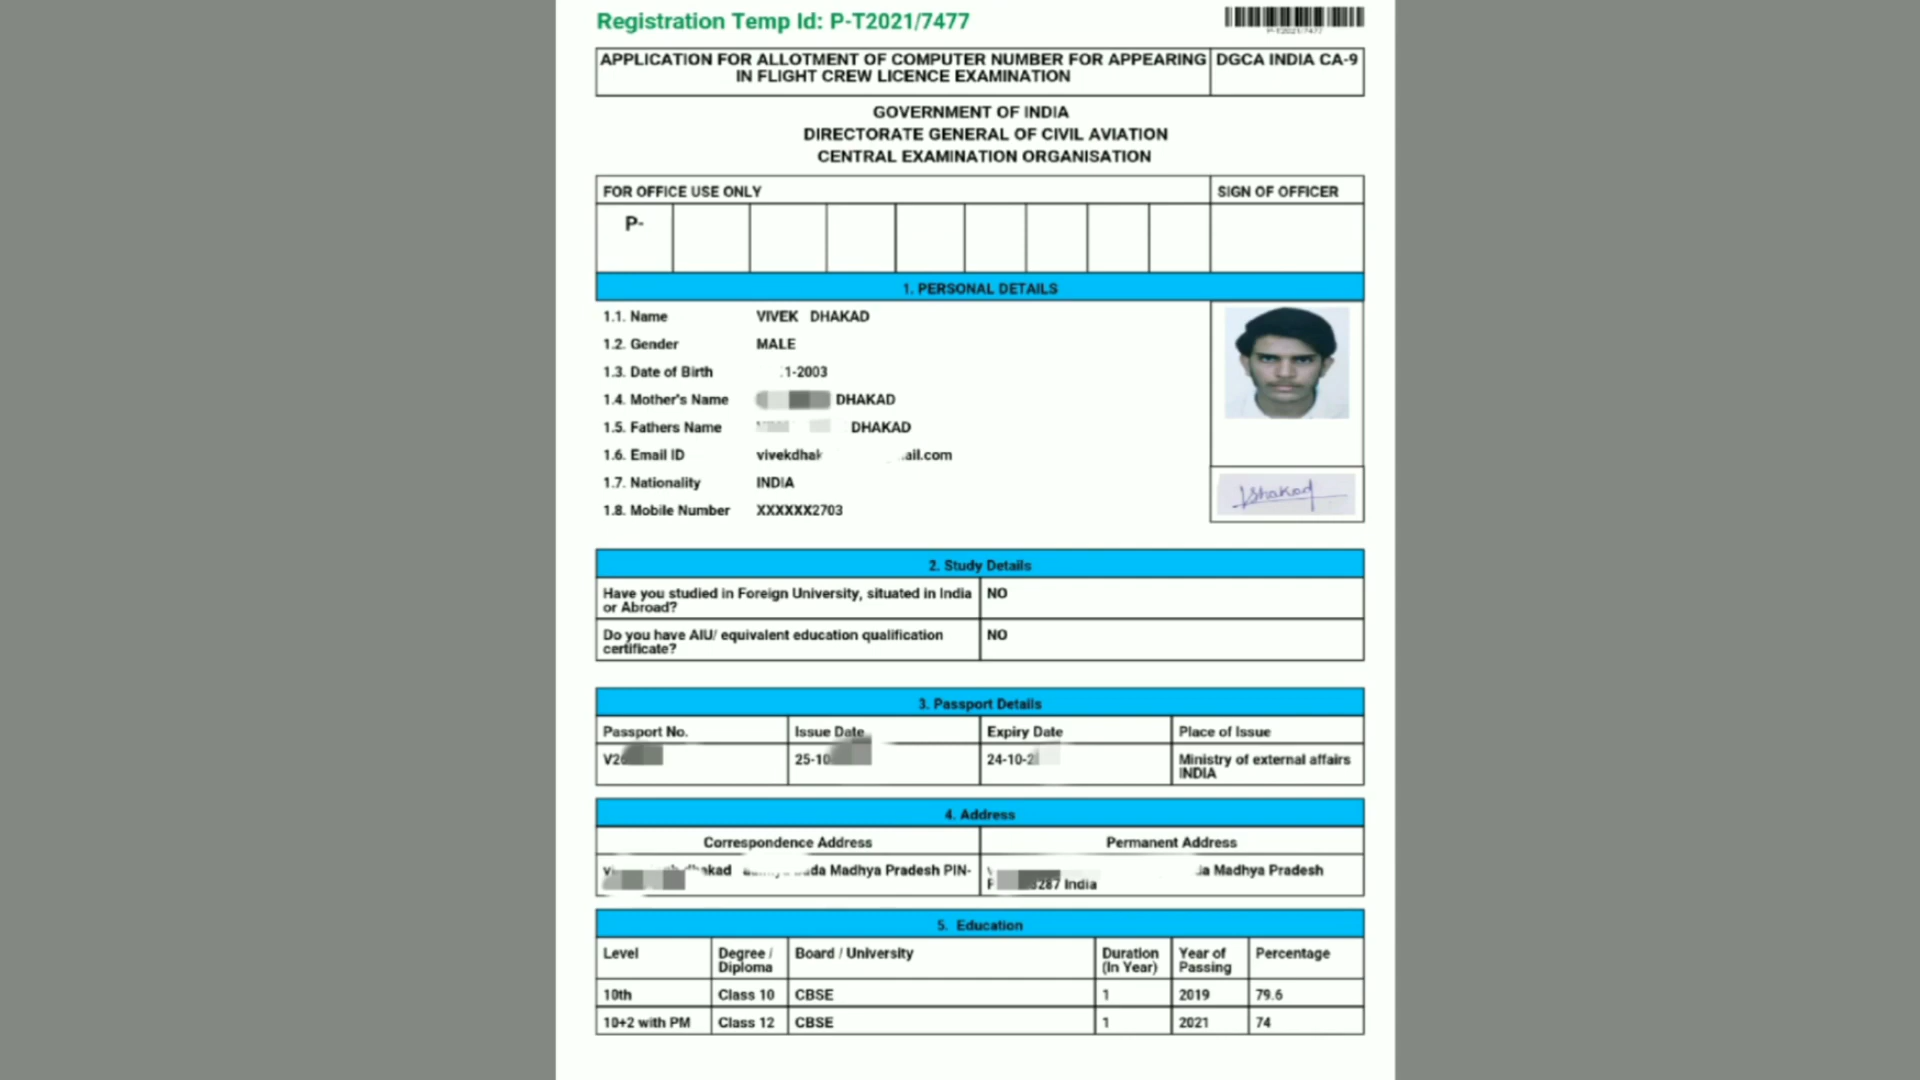 Registration Temp Id: P-T2021/7477
P-T2021/7477
APPLICATION FOR ALLOTMENT OF COMPUTER NUMBER FOR APPEARING
IN FLIGHT CREW LICENCE EXAMINATION
DGCA INDIA CA-9
GOVERNMENT OF INDIA
DIRECTORATE GENERAL OF CIVIL AVIATION
CENTRAL EXAMINATION ORGANISATION
FOR OFFICE USE ONLY
SIGN OF OFFICER
P-
1. PERSONAL DETAILS
1.1. Name VIVEK DHAKAD
1.2. Gender MALE
1.3. Date of Birth 1-2003
1.4. Mother's Name DHAKAD
1.5. Fathers Name DHAKAD
1.6. Email ID vivekdhak ail.com
1.7. Nationality INDIA
1.8. Mobile Number XXXXXX2703
2. Study Details
Have you studied in Foreign University, situated in India
or Abroad?
NO
Do you have AIU/ equivalent education qualification
certificate?
NO
3. Passport Details
Passport No. Issue Date Expiry Date Place of Issue
V2 25-10 24-10-2 Ministry of external affairs
INDIA
4. Address
Correspondence Address Permanent Address
da Madhya Pradesh PIN-
Madhya Pradesh
287 India
5. Education
Level Degree / Diploma Board / University Duration (In Year) Year of Passing Percentage
10th Class 10 CBSE 1 2019 79.6
10+2 with PM Class 12 CBSE 1 2021 74